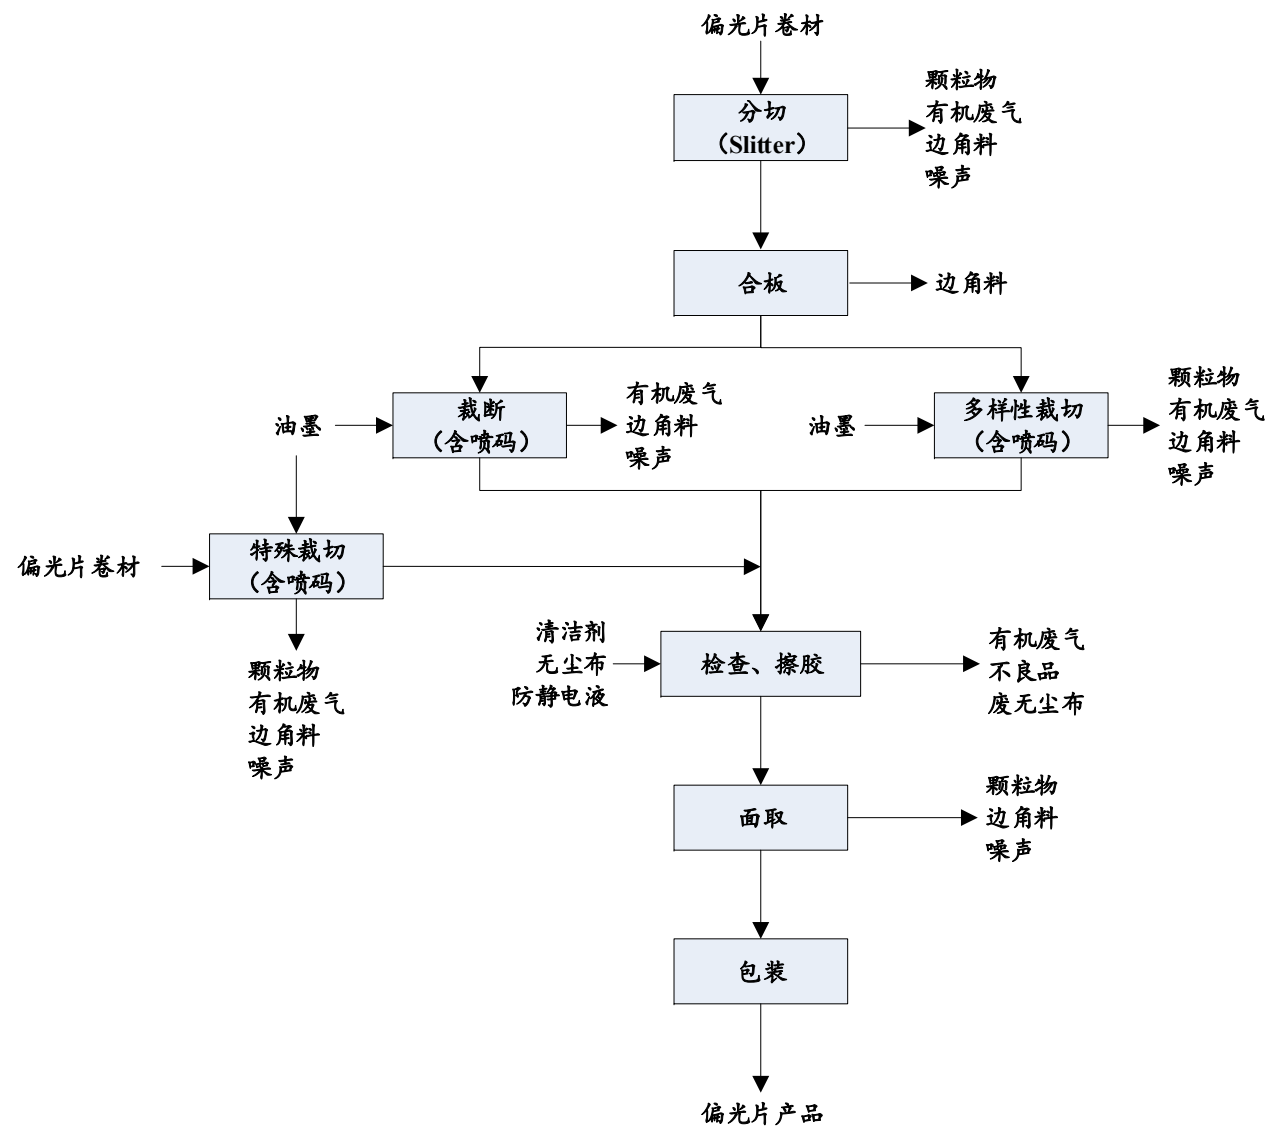 偏光片卷材
分切
（Slitter）
颗粒物
有机废气
边角料
噪声
合板
边角料
油墨
裁断
（含喷码）
有机废气
边角料
噪声
油墨
多样性裁切
（含喷码）
颗粒物
有机废气
边角料
噪声
偏光片卷材
特殊裁切
（含喷码）
颗粒物
有机废气
边角料
噪声
清洁剂
无尘布
防静电液
检查、擦胶
有机废气
不良品
废无尘布
面取
颗粒物
边角料
噪声
包装
偏光片产品